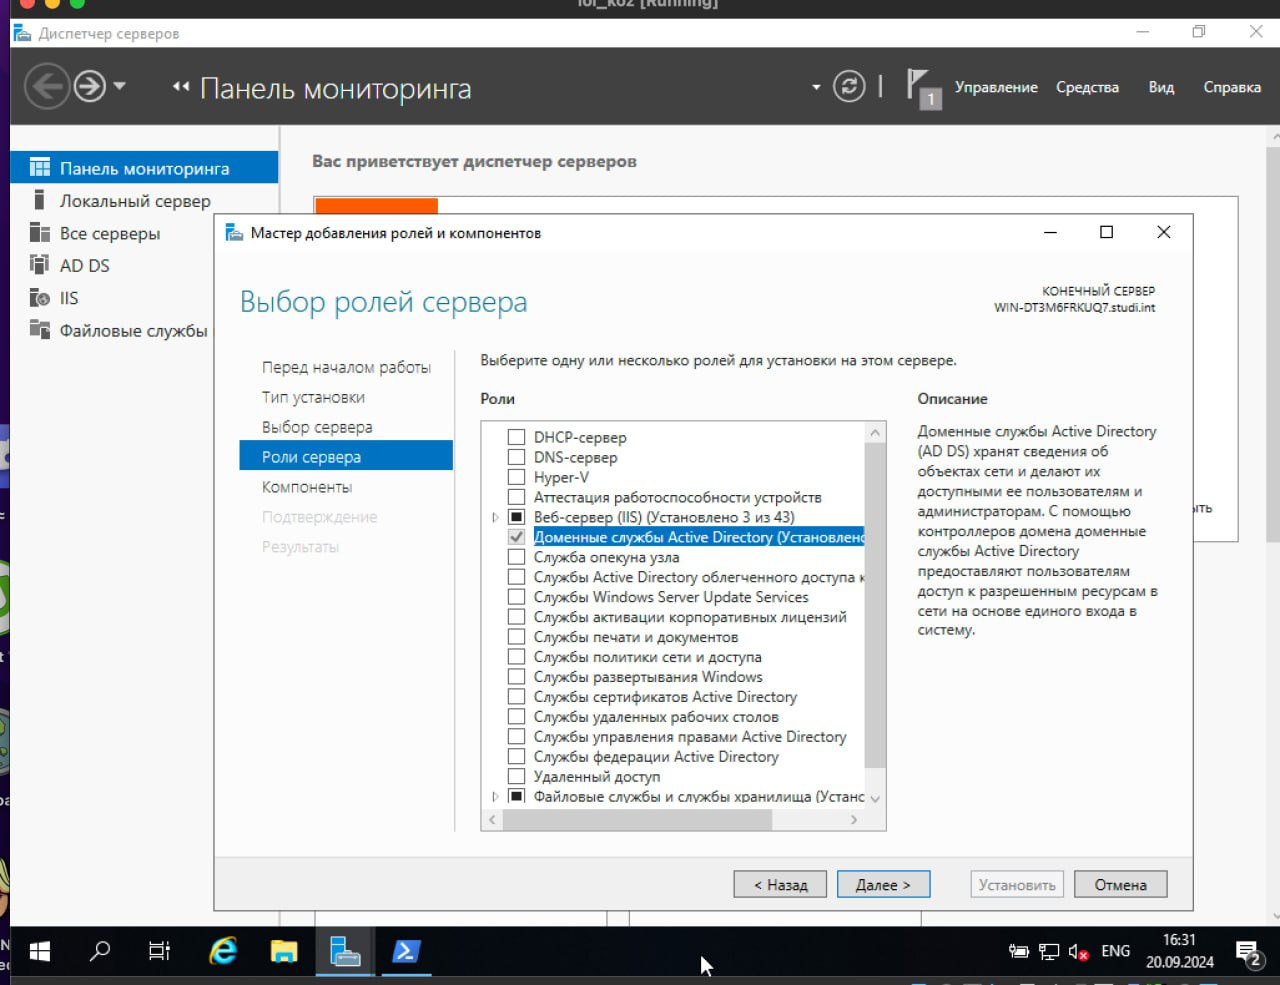 lol_ko2 [Running]
Диспетчер серверов
Панель мониторинга
1
Управление
Средства
Вид
Справка
Панель мониторинга
Локальный сервер
Все серверы
AD DS
IIS
Файловые службы
Вас приветствует диспетчер серверов
Мастер добавления ролей и компонентов
Выбор ролей сервера
КОНЕЧНЫЙ СЕРВЕР
WIN-DT3M6FRKUQ7.studi.int
Перед началом работы
Тип установки
Выбор сервера
Роли сервера
Компоненты
Подтверждение
Результаты
Выберите одну или несколько ролей для установки на этом сервере.
Роли
DHCP-сервер
DNS-сервер
Hyper-V
Аттестация работоспособности устройств
Веб-сервер (IIS) (Установлено 3 из 43)
Доменные службы Active Directory (Установлено
Служба опекуна узла
Службы Active Directory облегченного доступа к
Службы Windows Server Update Services
Службы активации корпоративных лицензий
Службы печати и документов
Службы политики сети и доступа
Службы развертывания Windows
Службы сертификатов Active Directory
Службы удаленных рабочих столов
Службы управления правами Active Directory
Службы федерации Active Directory
Удаленный доступ
Файловые службы и службы хранилища (Устано
Описание
Доменные службы Active Directory
(AD DS) хранят сведения об
объектах сети и делают их
доступными ее пользователям и
администраторам. С помощью
контроллеров домена доменные
службы Active Directory
предоставляют пользователям
доступ к разрешенным ресурсам в
сети на основе единого входа в
систему.
ыть
< Назад
Далее >
Установить
Отмена
ENG
16:31
20.09.2024
2